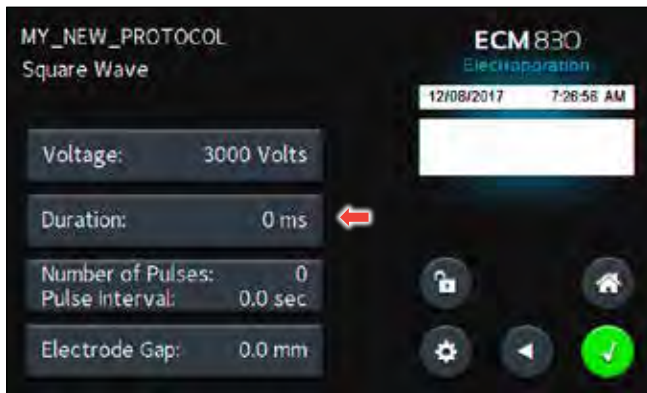 MY_NEW_PROTOCOL
Square Wave
Voltage: 3000 Volts
Duration: 0 ms
Number of Pulses: 0
Pulse Interval: 0.0 sec
Electrode Gap: 0.0 mm
ECM 830
Electroporation
12/08/2017 7:26:56 AM